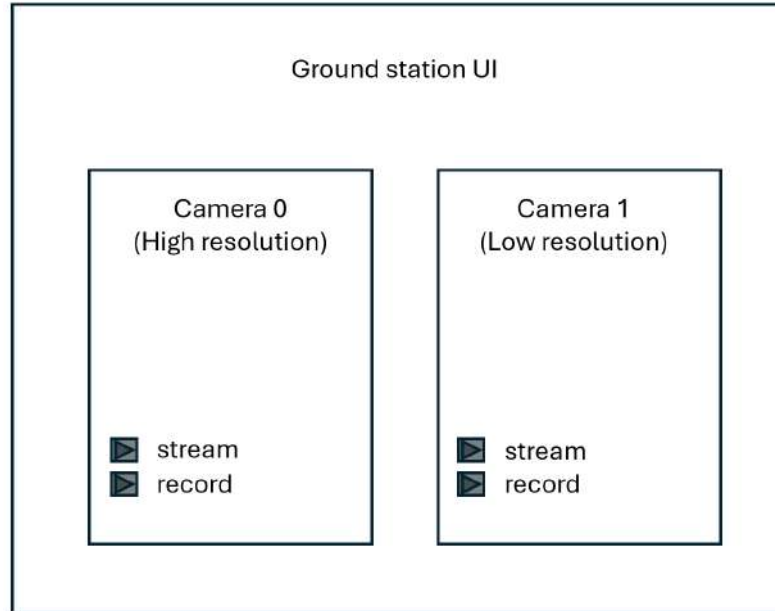 Ground station UI
Camera 0
(High resolution)
stream
record
Camera 1
(Low resolution)
stream
record